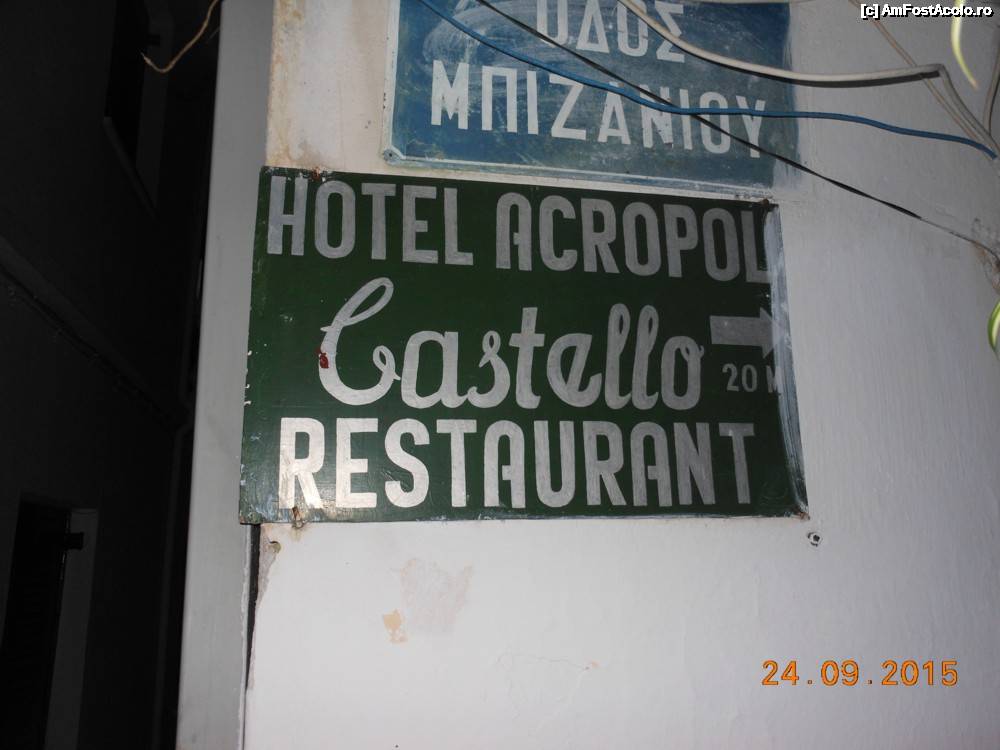 [c] AmFostAcolo.ro
ΟΔΟΣ
ΜΠΙΖΑΝΙΟΥ
HOTEL ACROPOL
Castello
20 M
RESTAURANT
24.09.2015